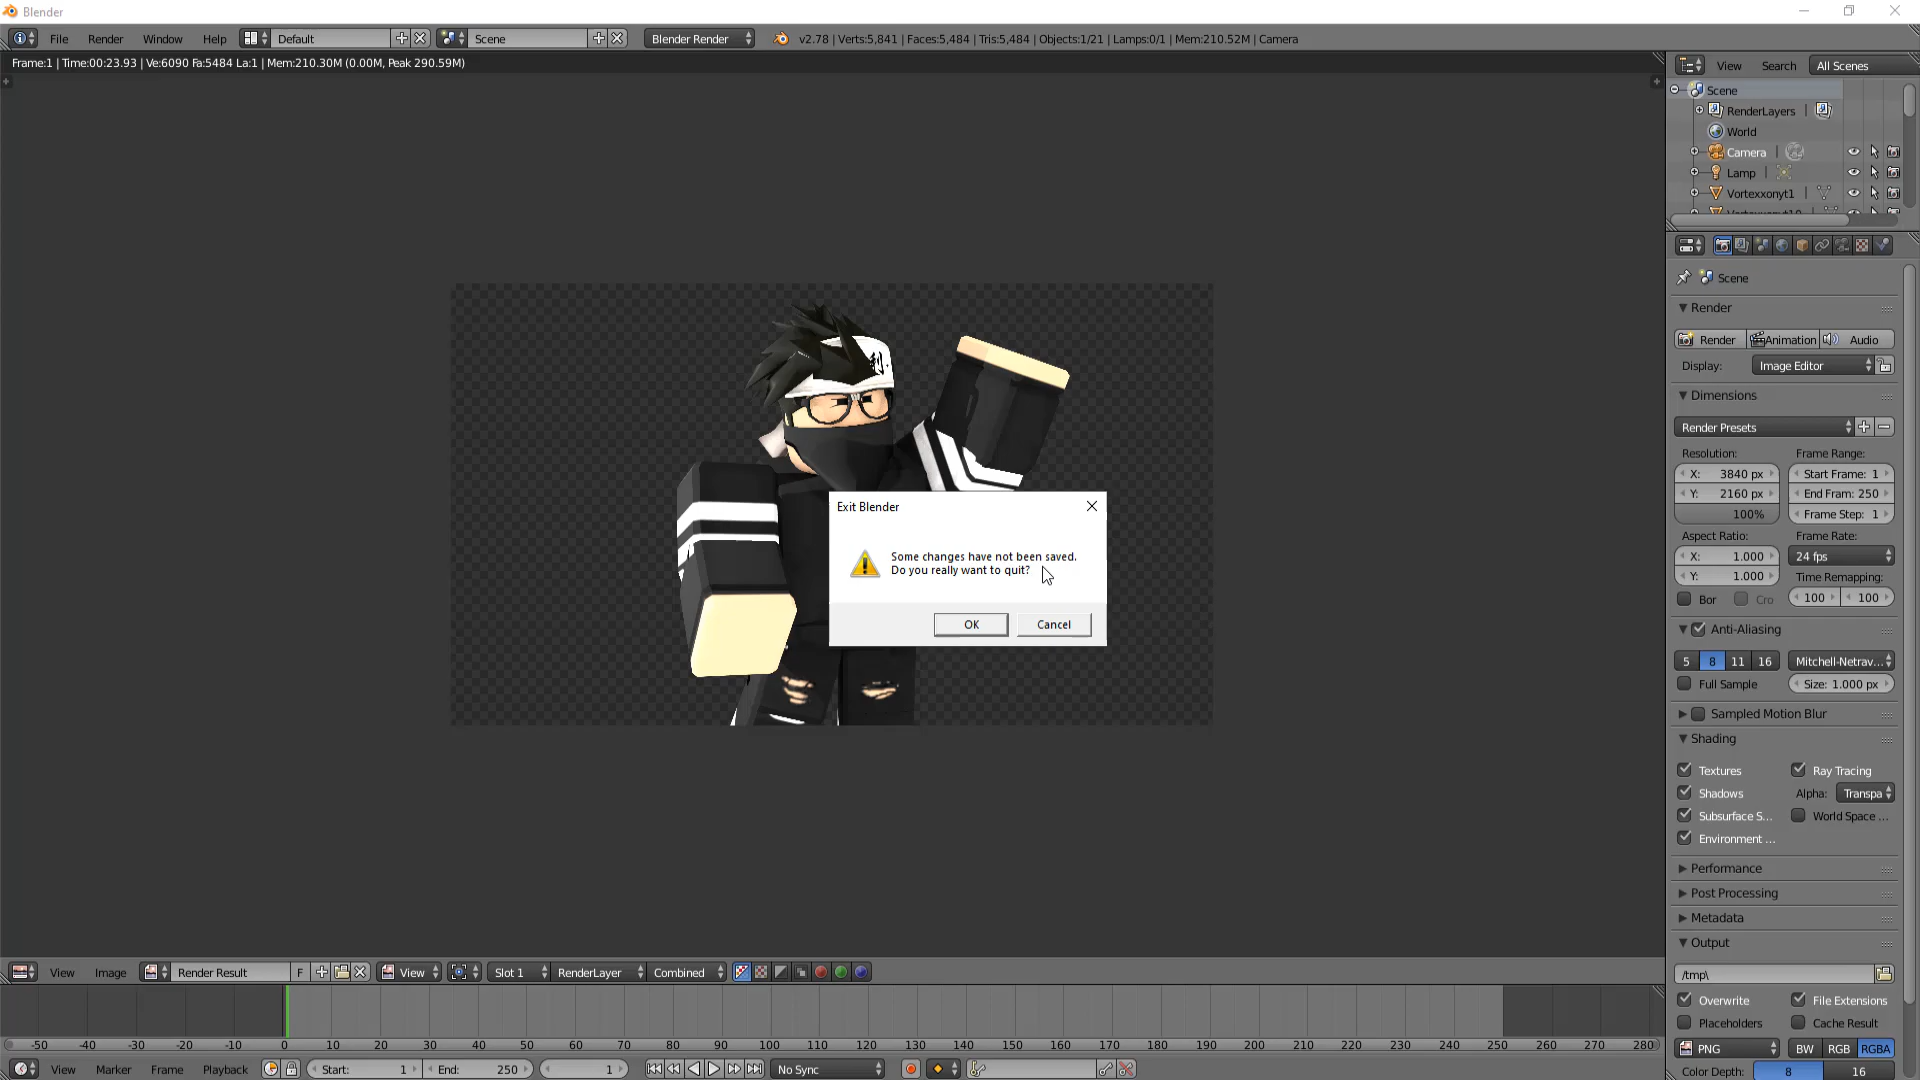 Blender
File Render Window Help Default Scene Blender Render v2.78 | Verts:5,841 | Faces:5,484 | Tris:5,484 | Objects:1/21 | Lamps:0/1 | Mem:210.52M | Camera
Frame:1 | Time:00:23.93 | Ve:6090 Fa:5484 La:1 | Mem:210.30M (0.00M, Peak 290.59M)
View Search All Scenes
Scene
RenderLayers |
World
Camera |
Lamp |
Vortexxonyt1 |
Scene
Render
Render Animation Audio
Display: Image Editor
Dimensions
Render Presets
Resolution: Frame Range:
X: 3840 px Start Frame: 1
Y: 2160 px End Fram: 250
100% Frame Step: 1
Aspect Ratio: Frame Rate:
X: 1.000 24 fps
Y: 1.000 Time Remapping:
Bor Cro 100 100
Anti-Aliasing
5 8 11 16 Mitchell-Netrav...
Full Sample Size: 1.000 px
Sampled Motion Blur
Shading
Textures Ray Tracing
Shadows Alpha: Transpa
Subsurface S... World Space ...
Environment ...
Performance
Post Processing
Metadata
Output
/tmp\
Overwrite File Extensions
Placeholders Cache Result
PNG BW RGB RGBA
Color Depth: 8 16
Exit Blender
Some changes have not been saved.
Do you really want to quit?
OK Cancel
View Image Render Result F View Slot 1 RenderLayer Combined
-50 -40 -30 -20 -10 0 10 20 30 40 50 60 70 80 90 100 110 120 130 140 150 160 170 180 190 200 210 220 230 240 250 260 270 280
View Marker Frame Playback Start: 1 End: 250 1 No Sync